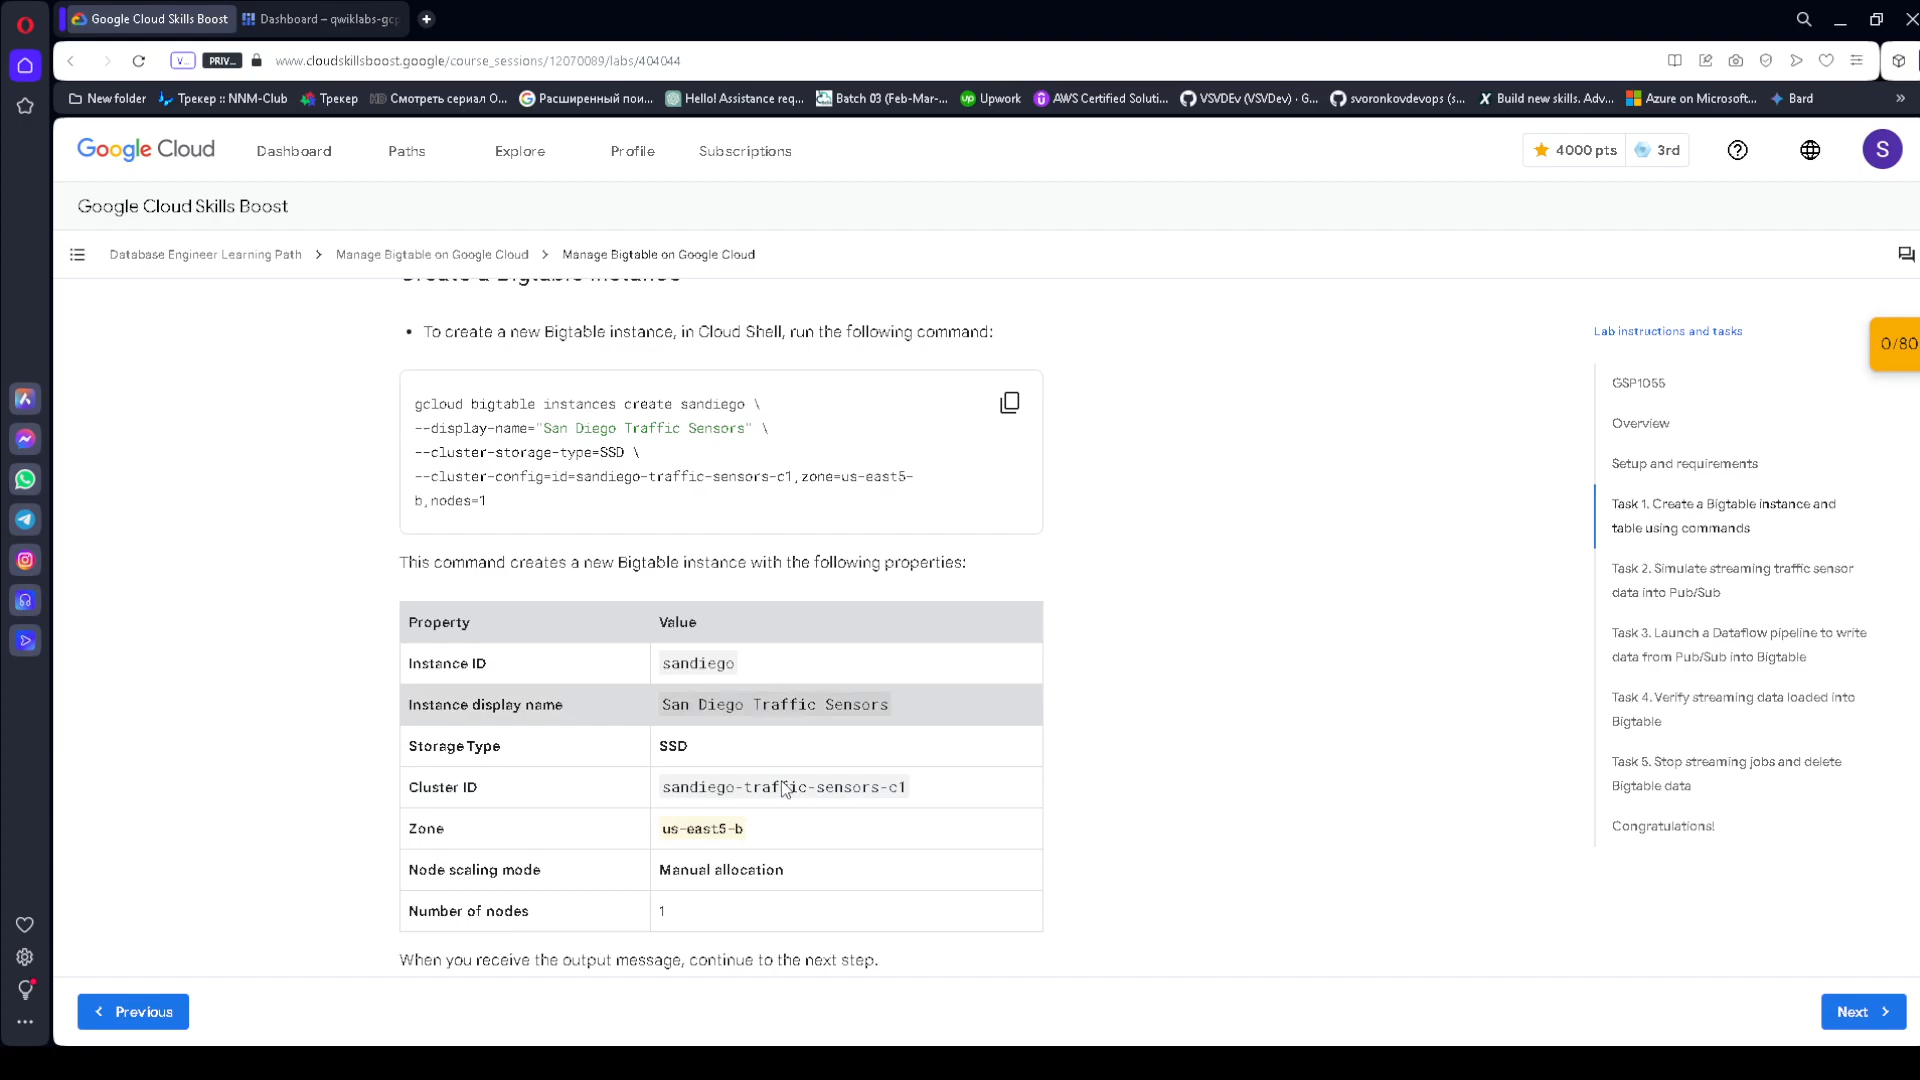 Google Cloud Skills Boost
Dashboard – qwiklabs-gcp
V...
PRIV...
www.cloudskillsboost.google/course_sessions/12070089/labs/404044
New folder
Трекер :: NNM-Club
Трекер
HD Смотреть сериал О...
Расширенный пои...
Hello! Assistance req...
Batch 03 (Feb-Mar-...
Upwork
AWS Certified Soluti...
VSVDEv (VSVDev) · G...
svoronkovdevops (s...
Build new skills. Adv...
Azure on Microsoft...
Bard
Google Cloud
Dashboard
Paths
Explore
Profile
Subscriptions
4000 pts
3rd
S
Google Cloud Skills Boost
Database Engineer Learning Path
Manage Bigtable on Google Cloud
Manage Bigtable on Google Cloud
Create a Bigtable instance
• To create a new Bigtable instance, in Cloud Shell, run the following command:
gcloud bigtable instances create sandiego \
--display-name="San Diego Traffic Sensors" \
--cluster-storage-type=SSD \
--cluster-config=id=sandiego-traffic-sensors-c1,zone=us-east5-
b,nodes=1
This command creates a new Bigtable instance with the following properties:
Property Value
Instance ID sandiego
Instance display name San Diego Traffic Sensors
Storage Type SSD
Cluster ID sandiego-traffic-sensors-c1
Zone us-east5-b
Node scaling mode Manual allocation
Number of nodes 1
When you receive the output message, continue to the next step.
Lab instructions and tasks
0/80
GSP1055
Overview
Setup and requirements
Task 1. Create a Bigtable instance and
table using commands
Task 2. Simulate streaming traffic sensor
data into Pub/Sub
Task 3. Launch a Dataflow pipeline to write
data from Pub/Sub into Bigtable
Task 4. Verify streaming data loaded into
Bigtable
Task 5. Stop streaming jobs and delete
Bigtable data
Congratulations!
Previous
Next